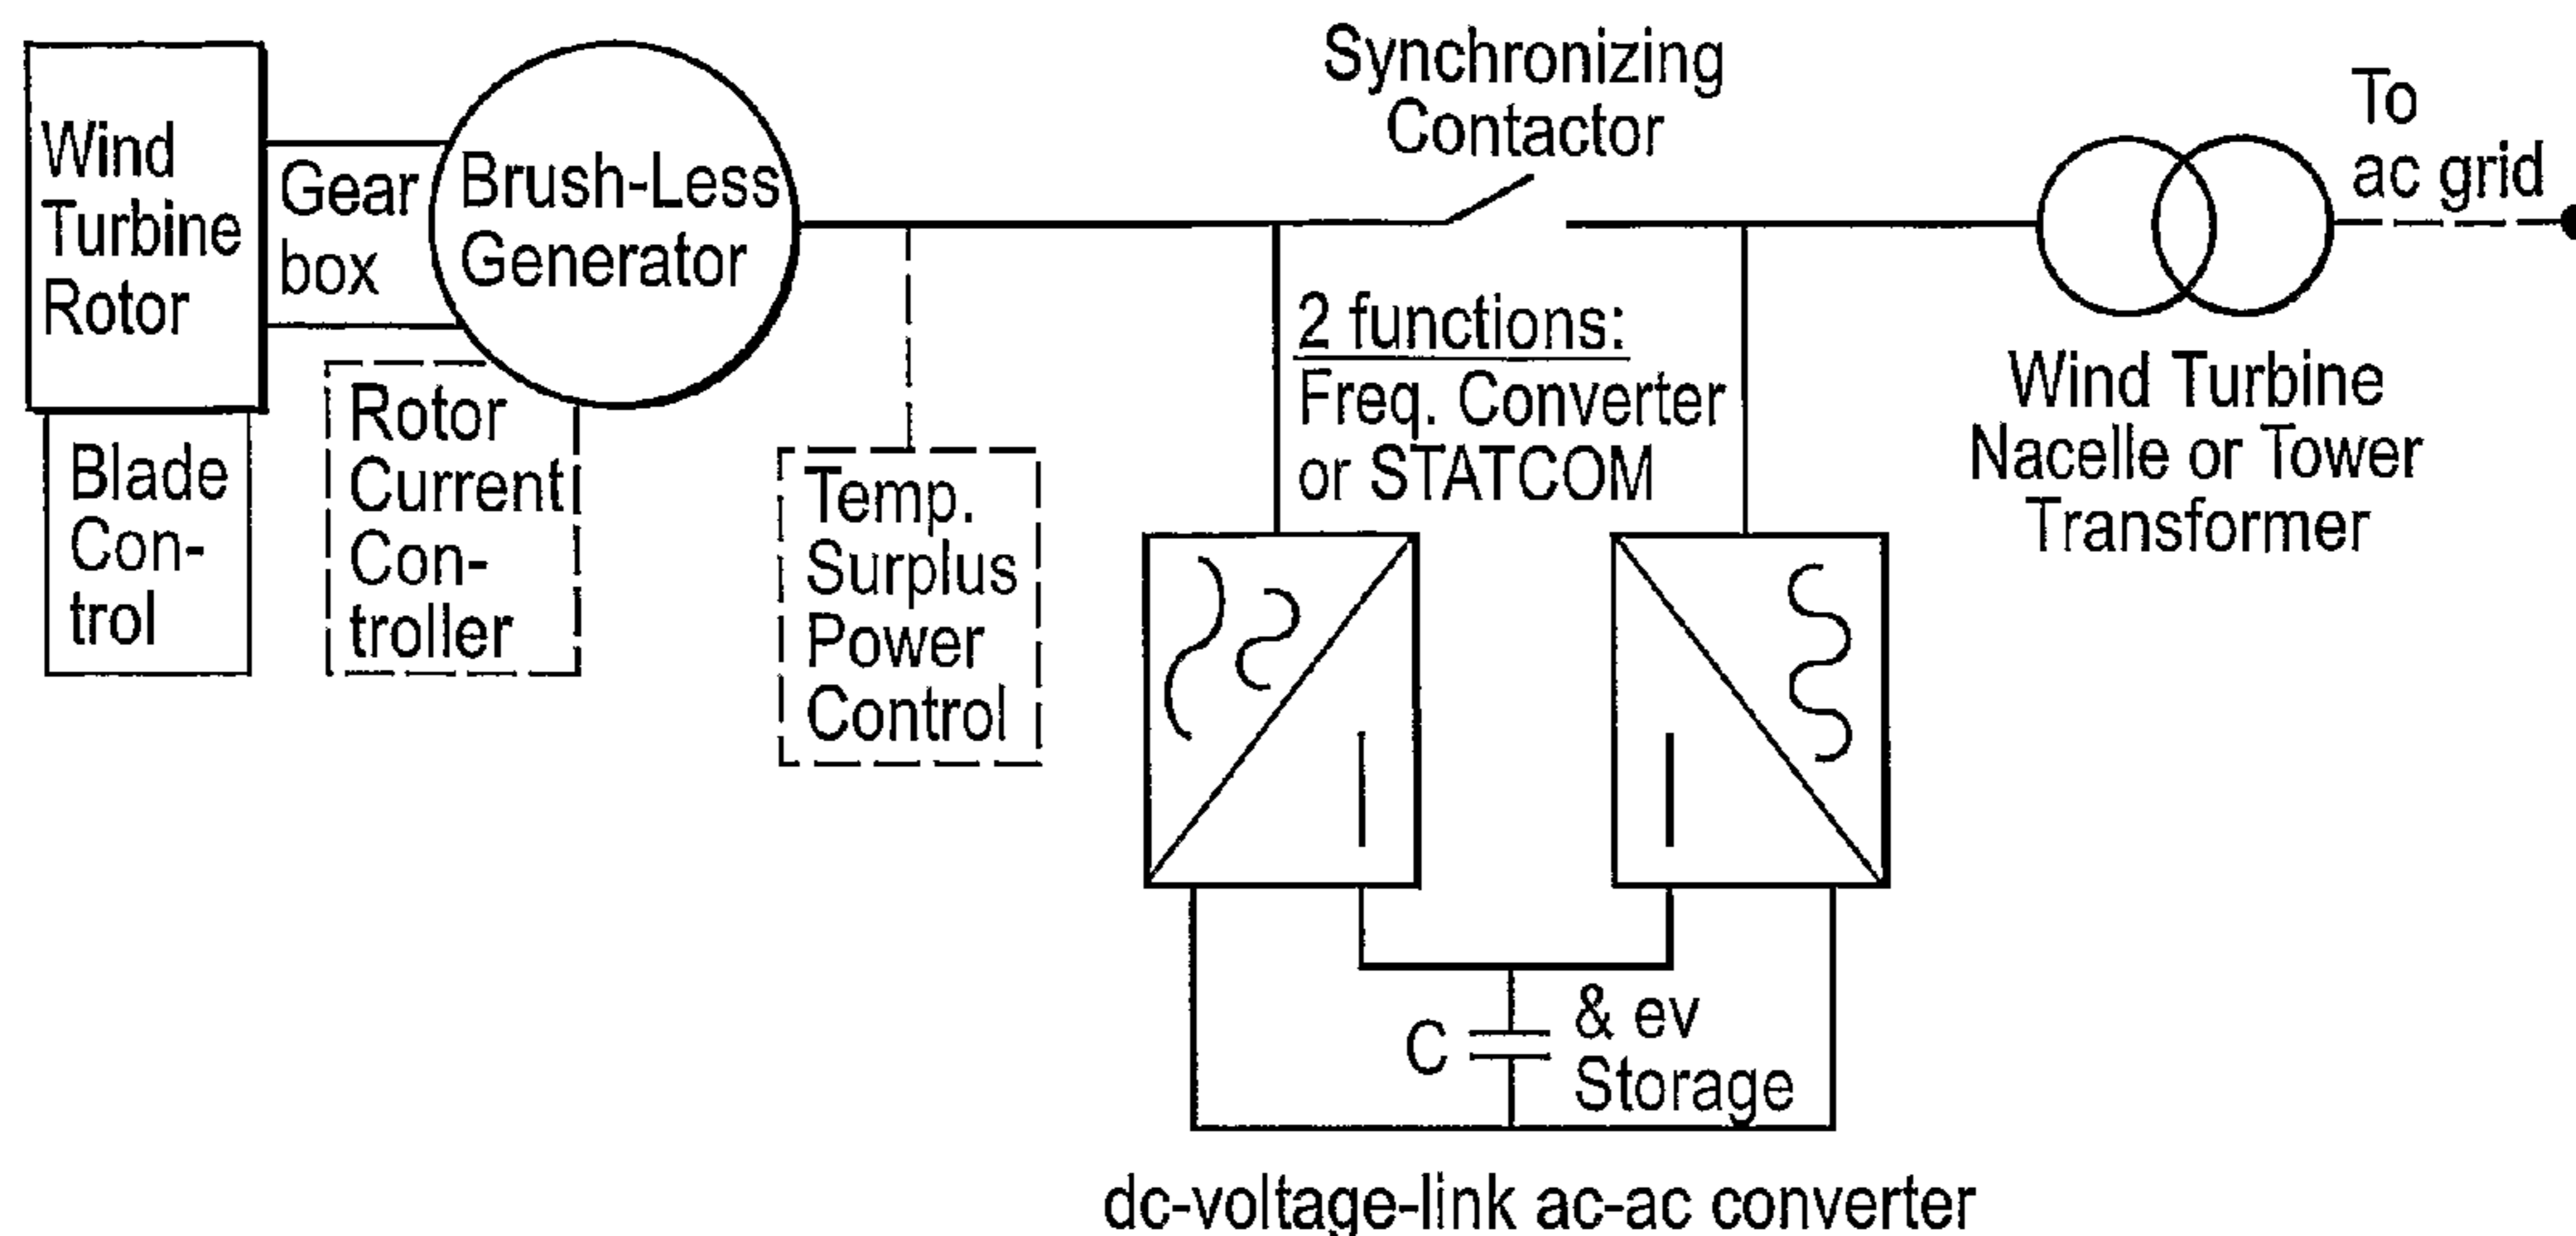 Wind
Turbine
Rotor
Gear
box
Brush-Less
Generator
Blade
Con-
trol
Rotor
Current
Con-
troller
Temp.
Surplus
Power
Control
Synchronizing
Contactor
2 functions:
Freq. Converter
or STATCOM
To
ac grid
Wind Turbine
Nacelle or Tower
Transformer
C
& ev
Storage
dc-voltage-link ac-ac converter